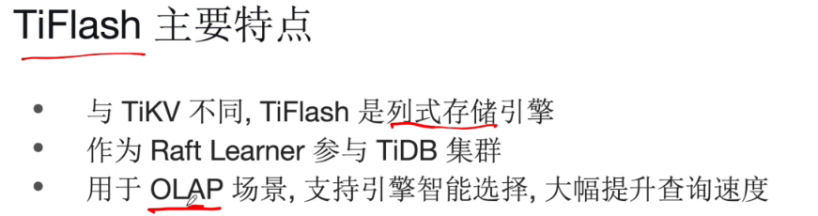 TiFlash 主要特点
• 与 TiKV 不同, TiFlash 是列式存储引擎
• 作为 Raft Learner 参与 TiDB 集群
• 用于 OLAP 场景, 支持引擎智能选择, 大幅提升查询速度